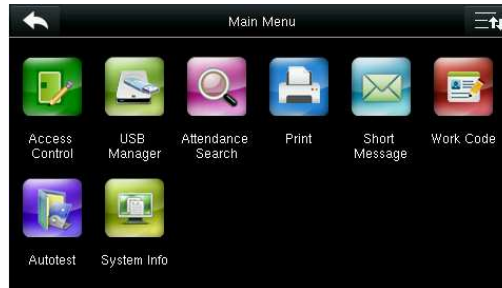 Main Menu
Access Control
USB Manager
Attendance Search
Print
Short Message
Work Code
Autotest
System Info